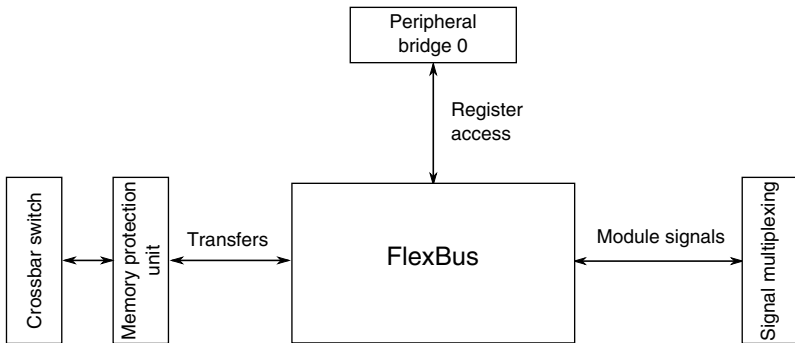 Peripheral
bridge 0
Register
access
Crossbar switch
Memory protection
unit
Transfers
FlexBus
Module signals
Signal multiplexing